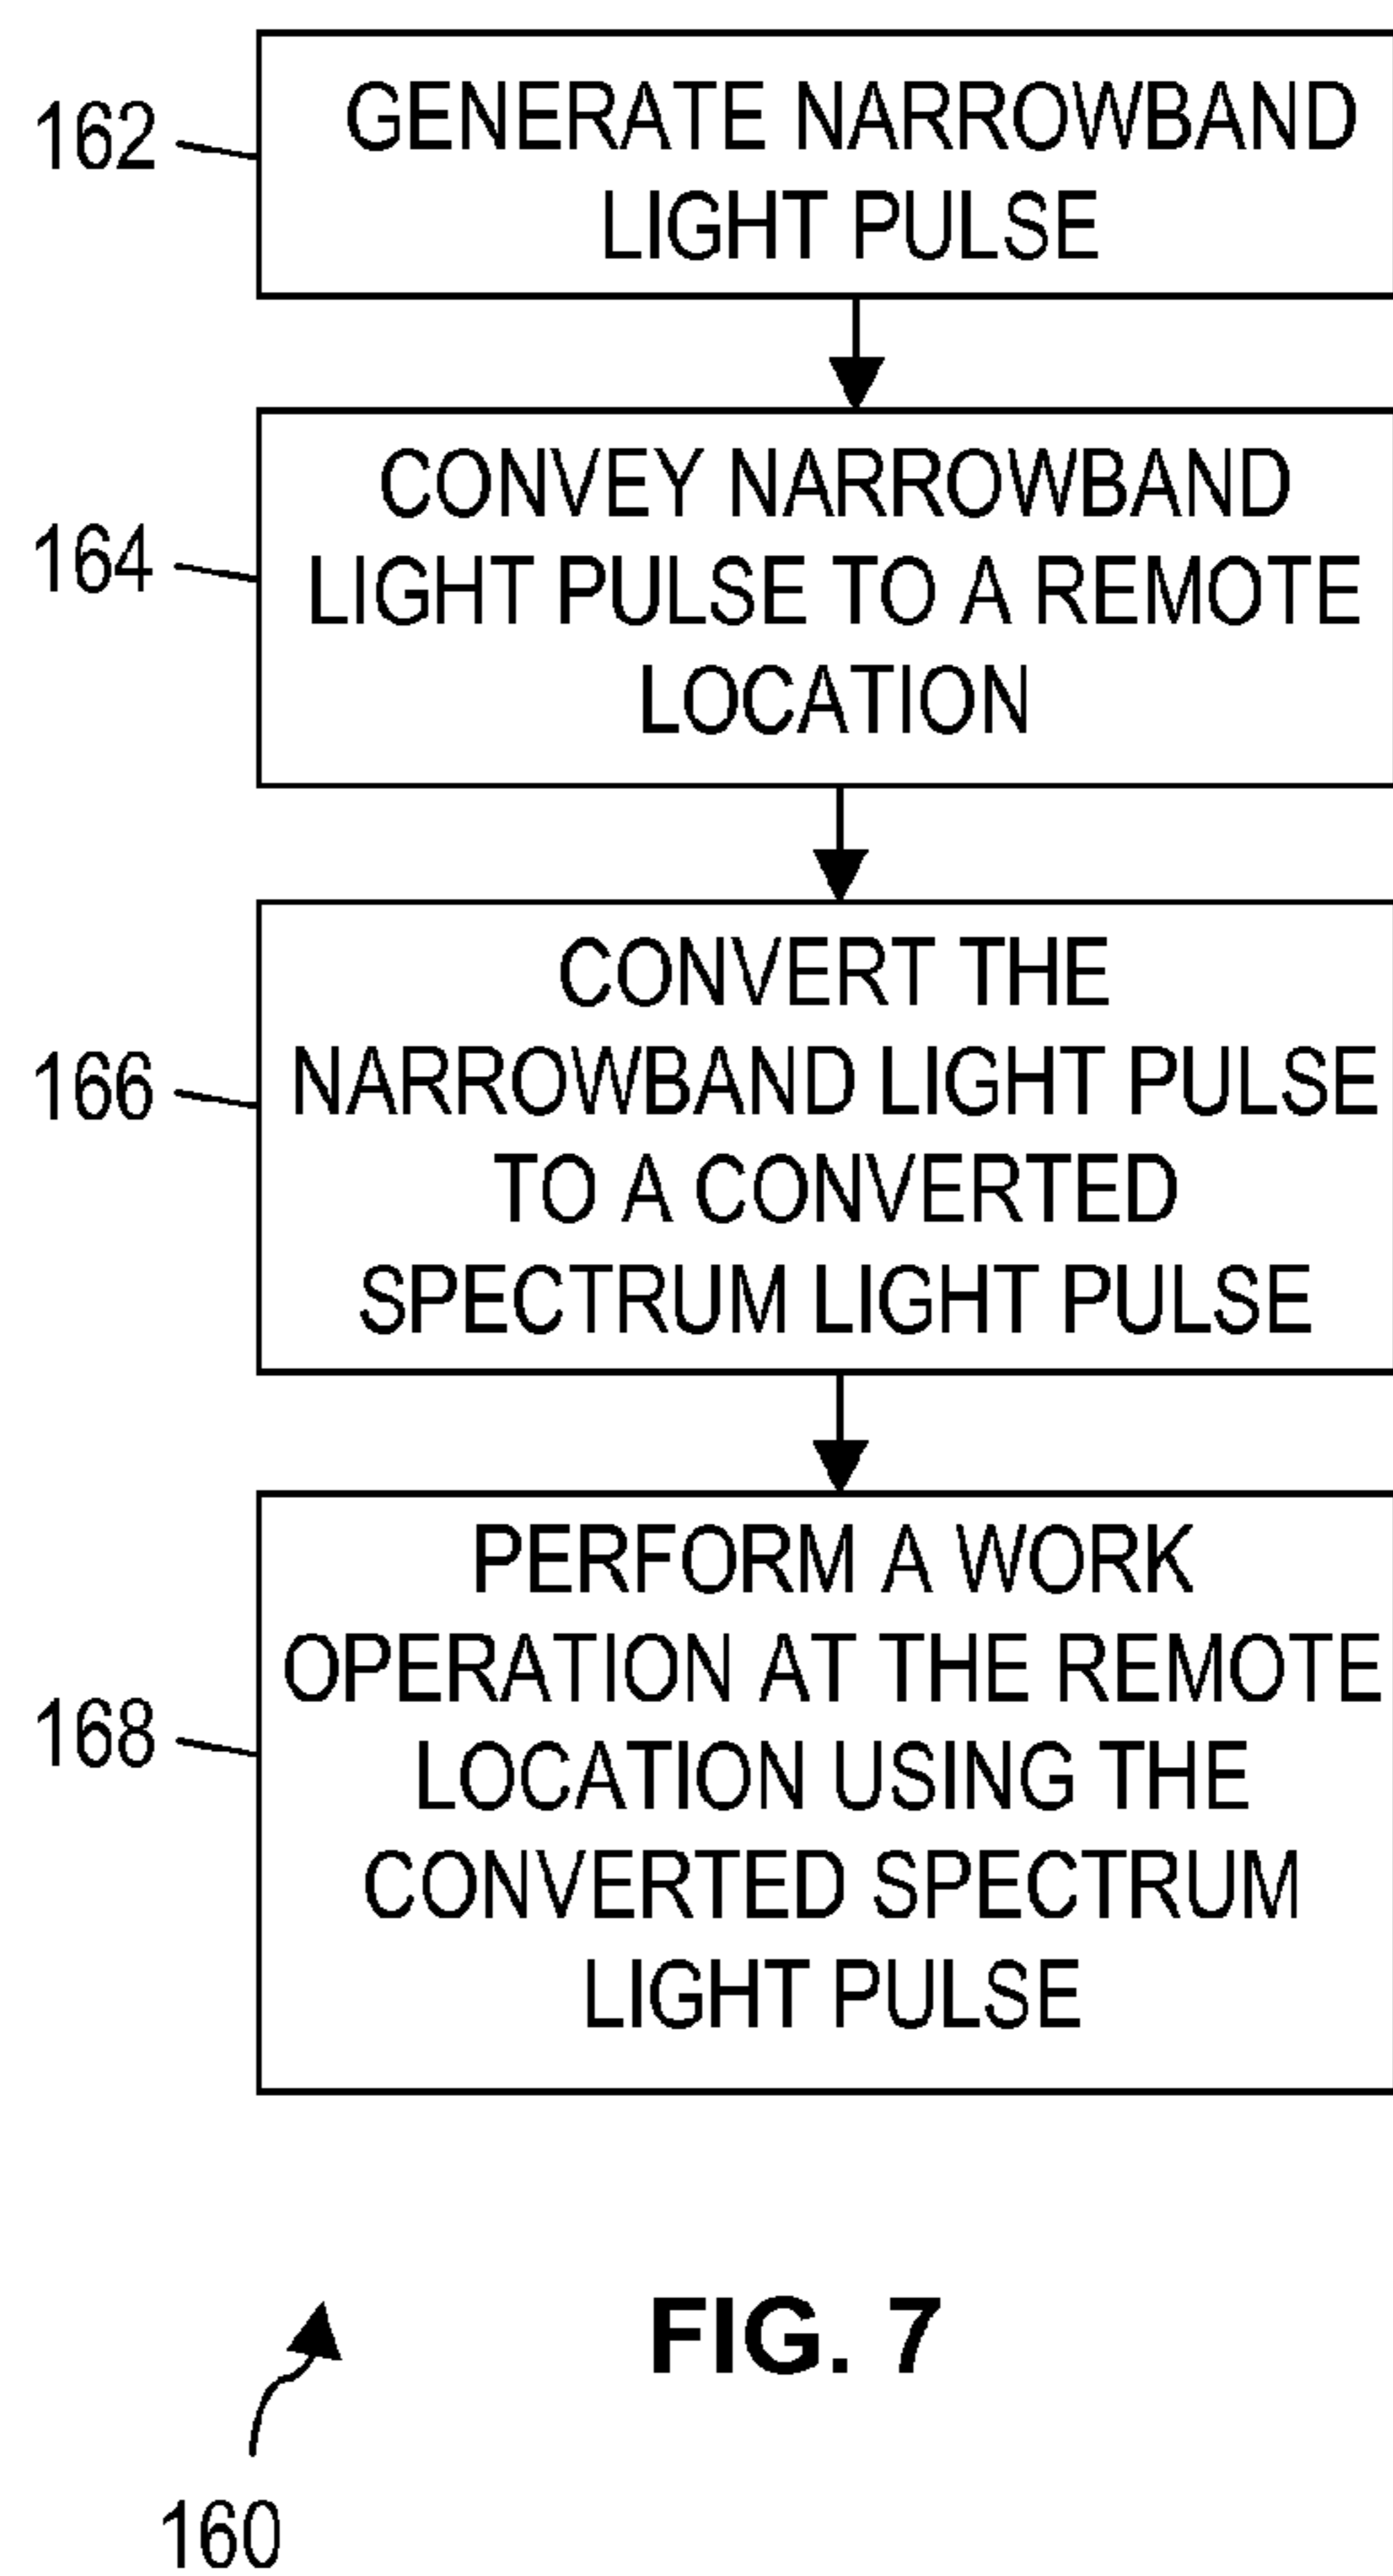 162
GENERATE NARROWBAND
LIGHT PULSE
164
CONVEY NARROWBAND
LIGHT PULSE TO A REMOTE
LOCATION
166
CONVERT THE
NARROWBAND LIGHT PULSE
TO A CONVERTED
SPECTRUM LIGHT PULSE
168
PERFORM A WORK
OPERATION AT THE REMOTE
LOCATION USING THE
CONVERTED SPECTRUM
LIGHT PULSE
FIG. 7
160